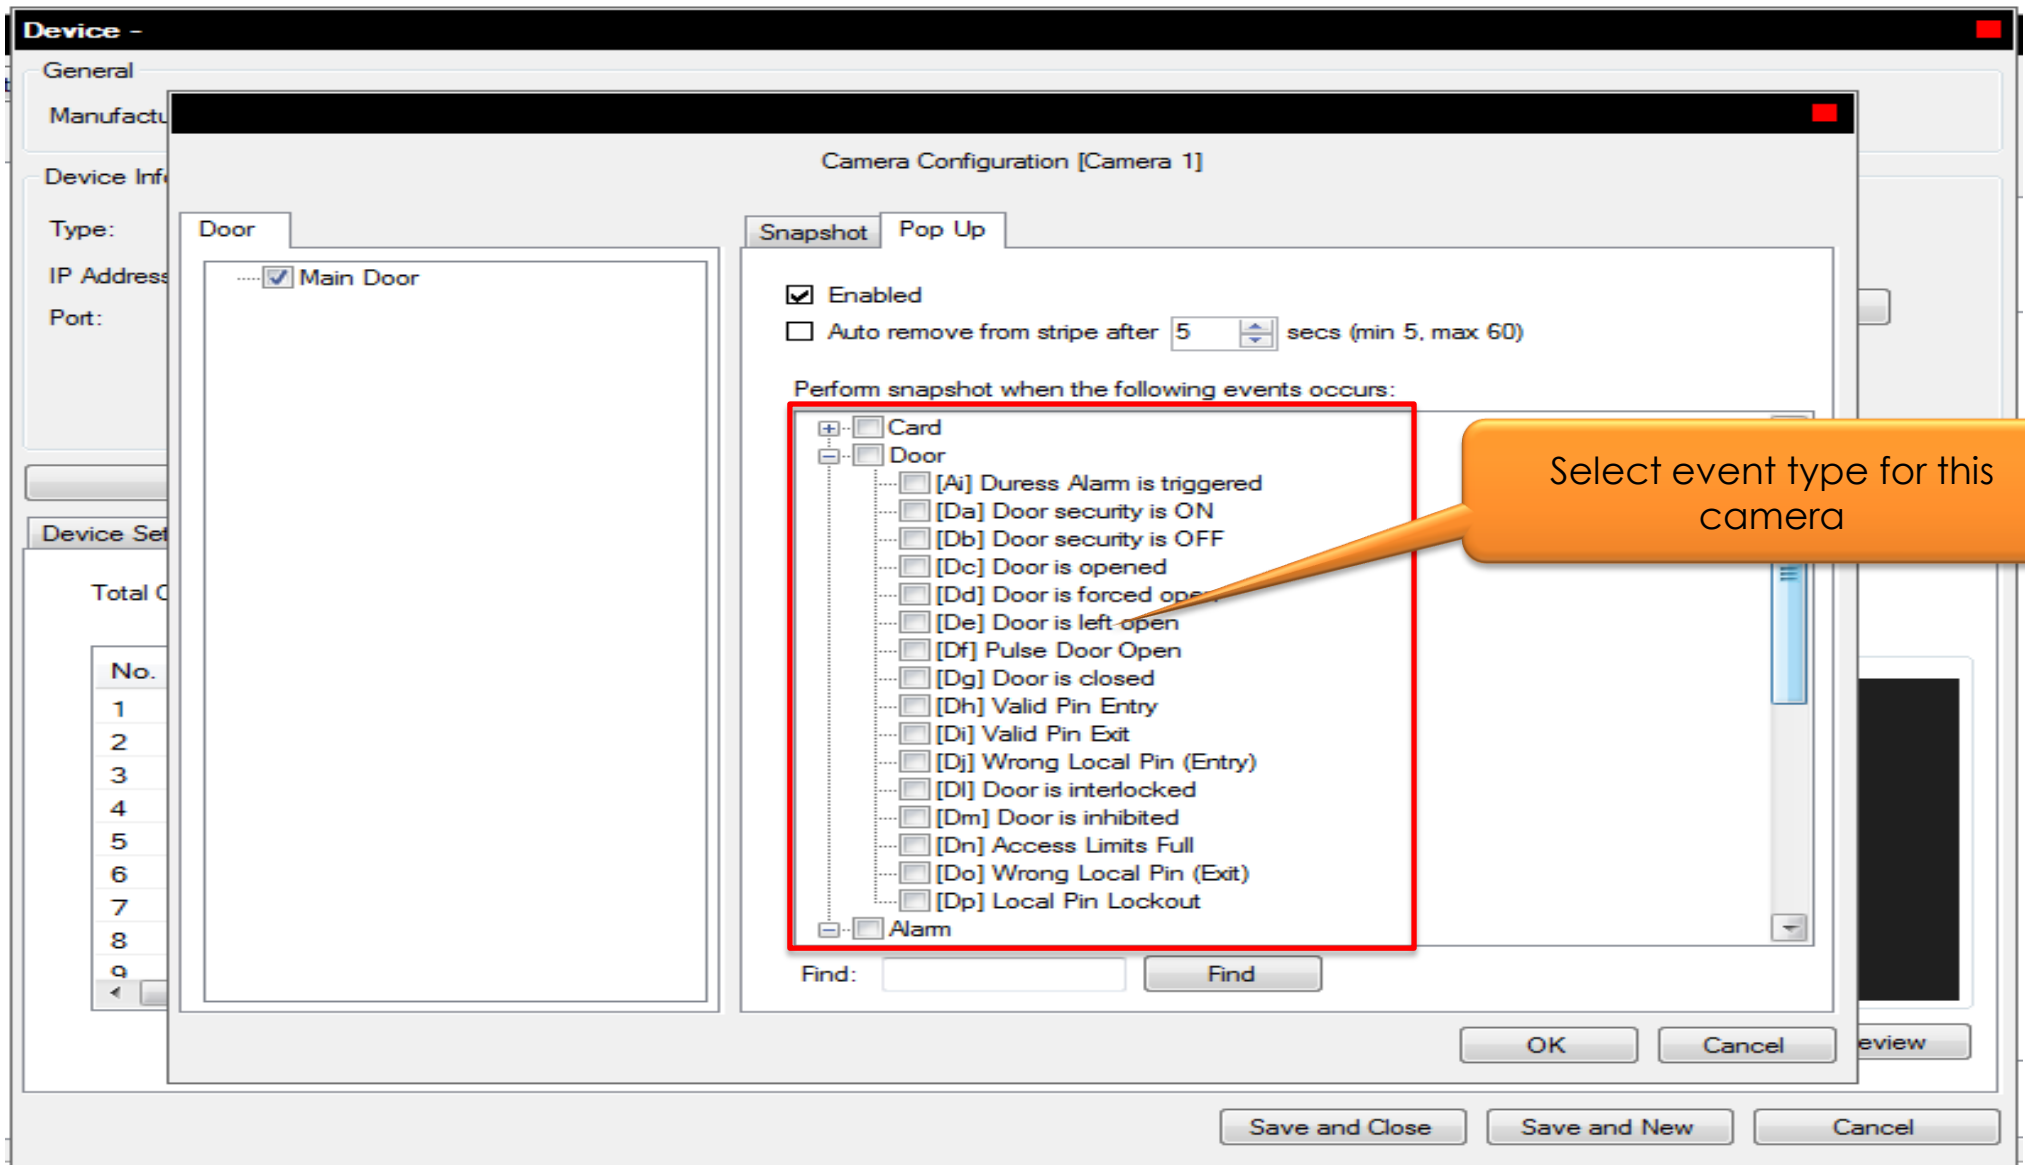 Device -
General
Manufactu
Camera Configuration [Camera 1]
Device Inf
Type:
IP Address
Port:
Door
Main Door
Snapshot
Pop Up
Enabled
Auto remove from stripe after 5 secs (min 5, max 60)
Perform snapshot when the following events occurs:
Card
Door
[Ai] Duress Alarm is triggered
[Da] Door security is ON
[Db] Door security is OFF
[Dc] Door is opened
[Dd] Door is forced open
[De] Door is left open
[Df] Pulse Door Open
[Dg] Door is closed
[Dh] Valid Pin Entry
[Di] Valid Pin Exit
[Dj] Wrong Local Pin (Entry)
[Dl] Door is interlocked
[Dm] Door is inhibited
[Dn] Access Limits Full
[Do] Wrong Local Pin (Exit)
[Dp] Local Pin Lockout
Alarm
Select event type for this
camera
Device Set
Total C
No.
1
2
3
4
5
6
7
8
9
Find:
Find
OK
Cancel
eview
Save and Close
Save and New
Cancel